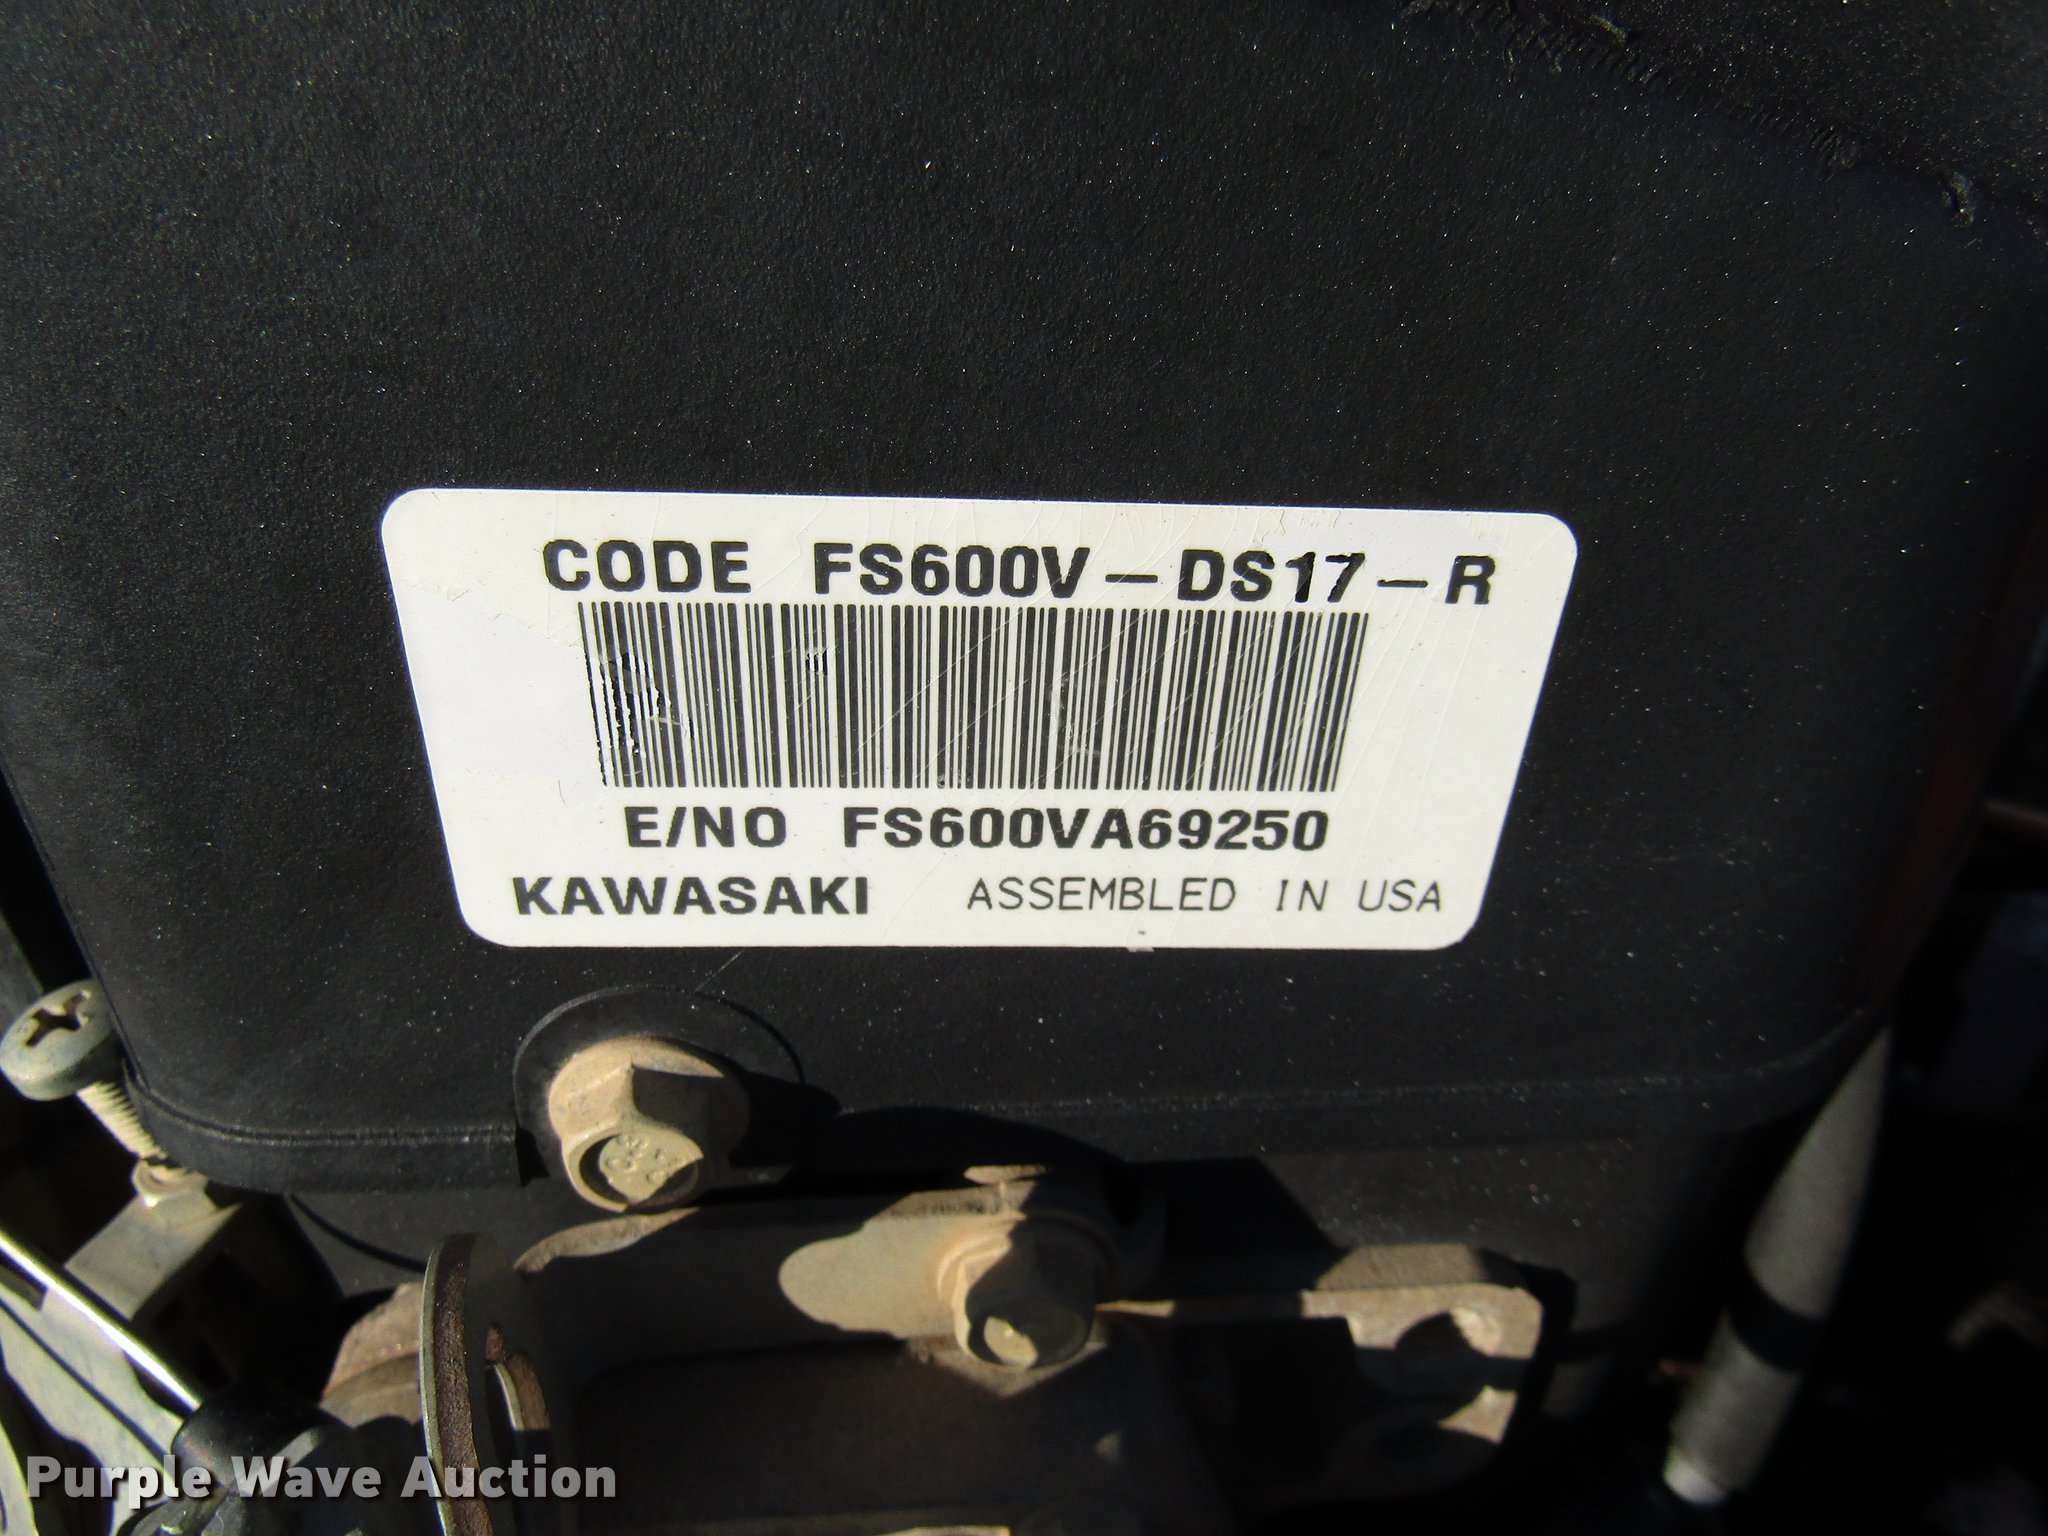 CODE FS600V-DS17-R
E/NO FS600VA69250
KAWASAKI ASSEMBLED IN USA
Purple Wave Auction